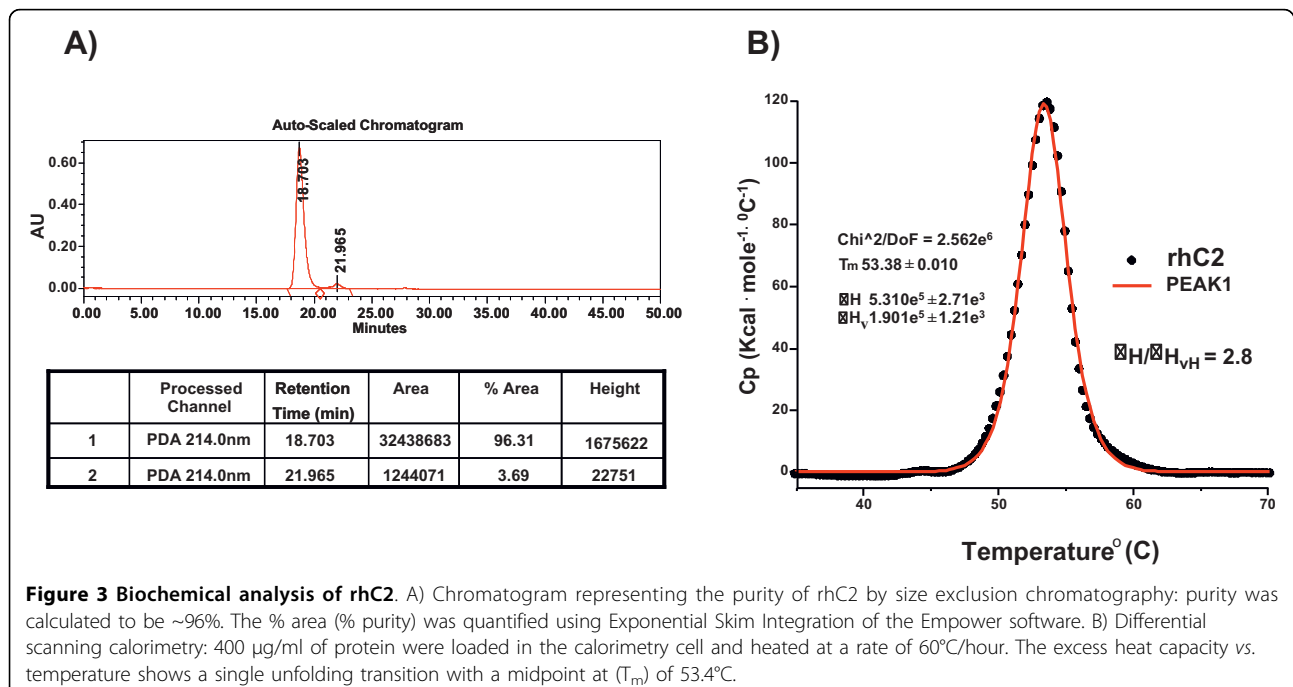 A)
Auto-Scaled Chromatogram
AU
0.60
0.40
0.20
0.00
18.703
21.965
0.00 5.00 10.00 15.00 20.00 25.00 30.00 35.00 40.00 45.00 50.00
Minutes
Processed Channel Retention Time (min) Area % Area Height
1 PDA 214.0nm 18.703 32438683 96.31 1675622
2 PDA 214.0nm 21.965 1244071 3.69 22751
B)
Cp (Kcal · mole⁻¹· ⁰C⁻¹)
120
100
80
60
40
20
0
Chi^2/DoF = 2.562e⁶
Tm 53.38 ± 0.010
☒H 5.310e⁵ ± 2.71e³
☒Hv 1.901e⁵ ± 1.21e³
rhC2
PEAK1
☒H/☒HvH = 2.8
40 50 60 70
Temperature⁰ (C)
Figure 3 Biochemical analysis of rhC2. A) Chromatogram representing the purity of rhC2 by size exclusion chromatography: purity was
calculated to be ~96%. The % area (% purity) was quantified using Exponential Skim Integration of the Empower software. B) Differential
scanning calorimetry: 400 μg/ml of protein were loaded in the calorimetry cell and heated at a rate of 60°C/hour. The excess heat capacity vs.
temperature shows a single unfolding transition with a midpoint at (Tm) of 53.4°C.